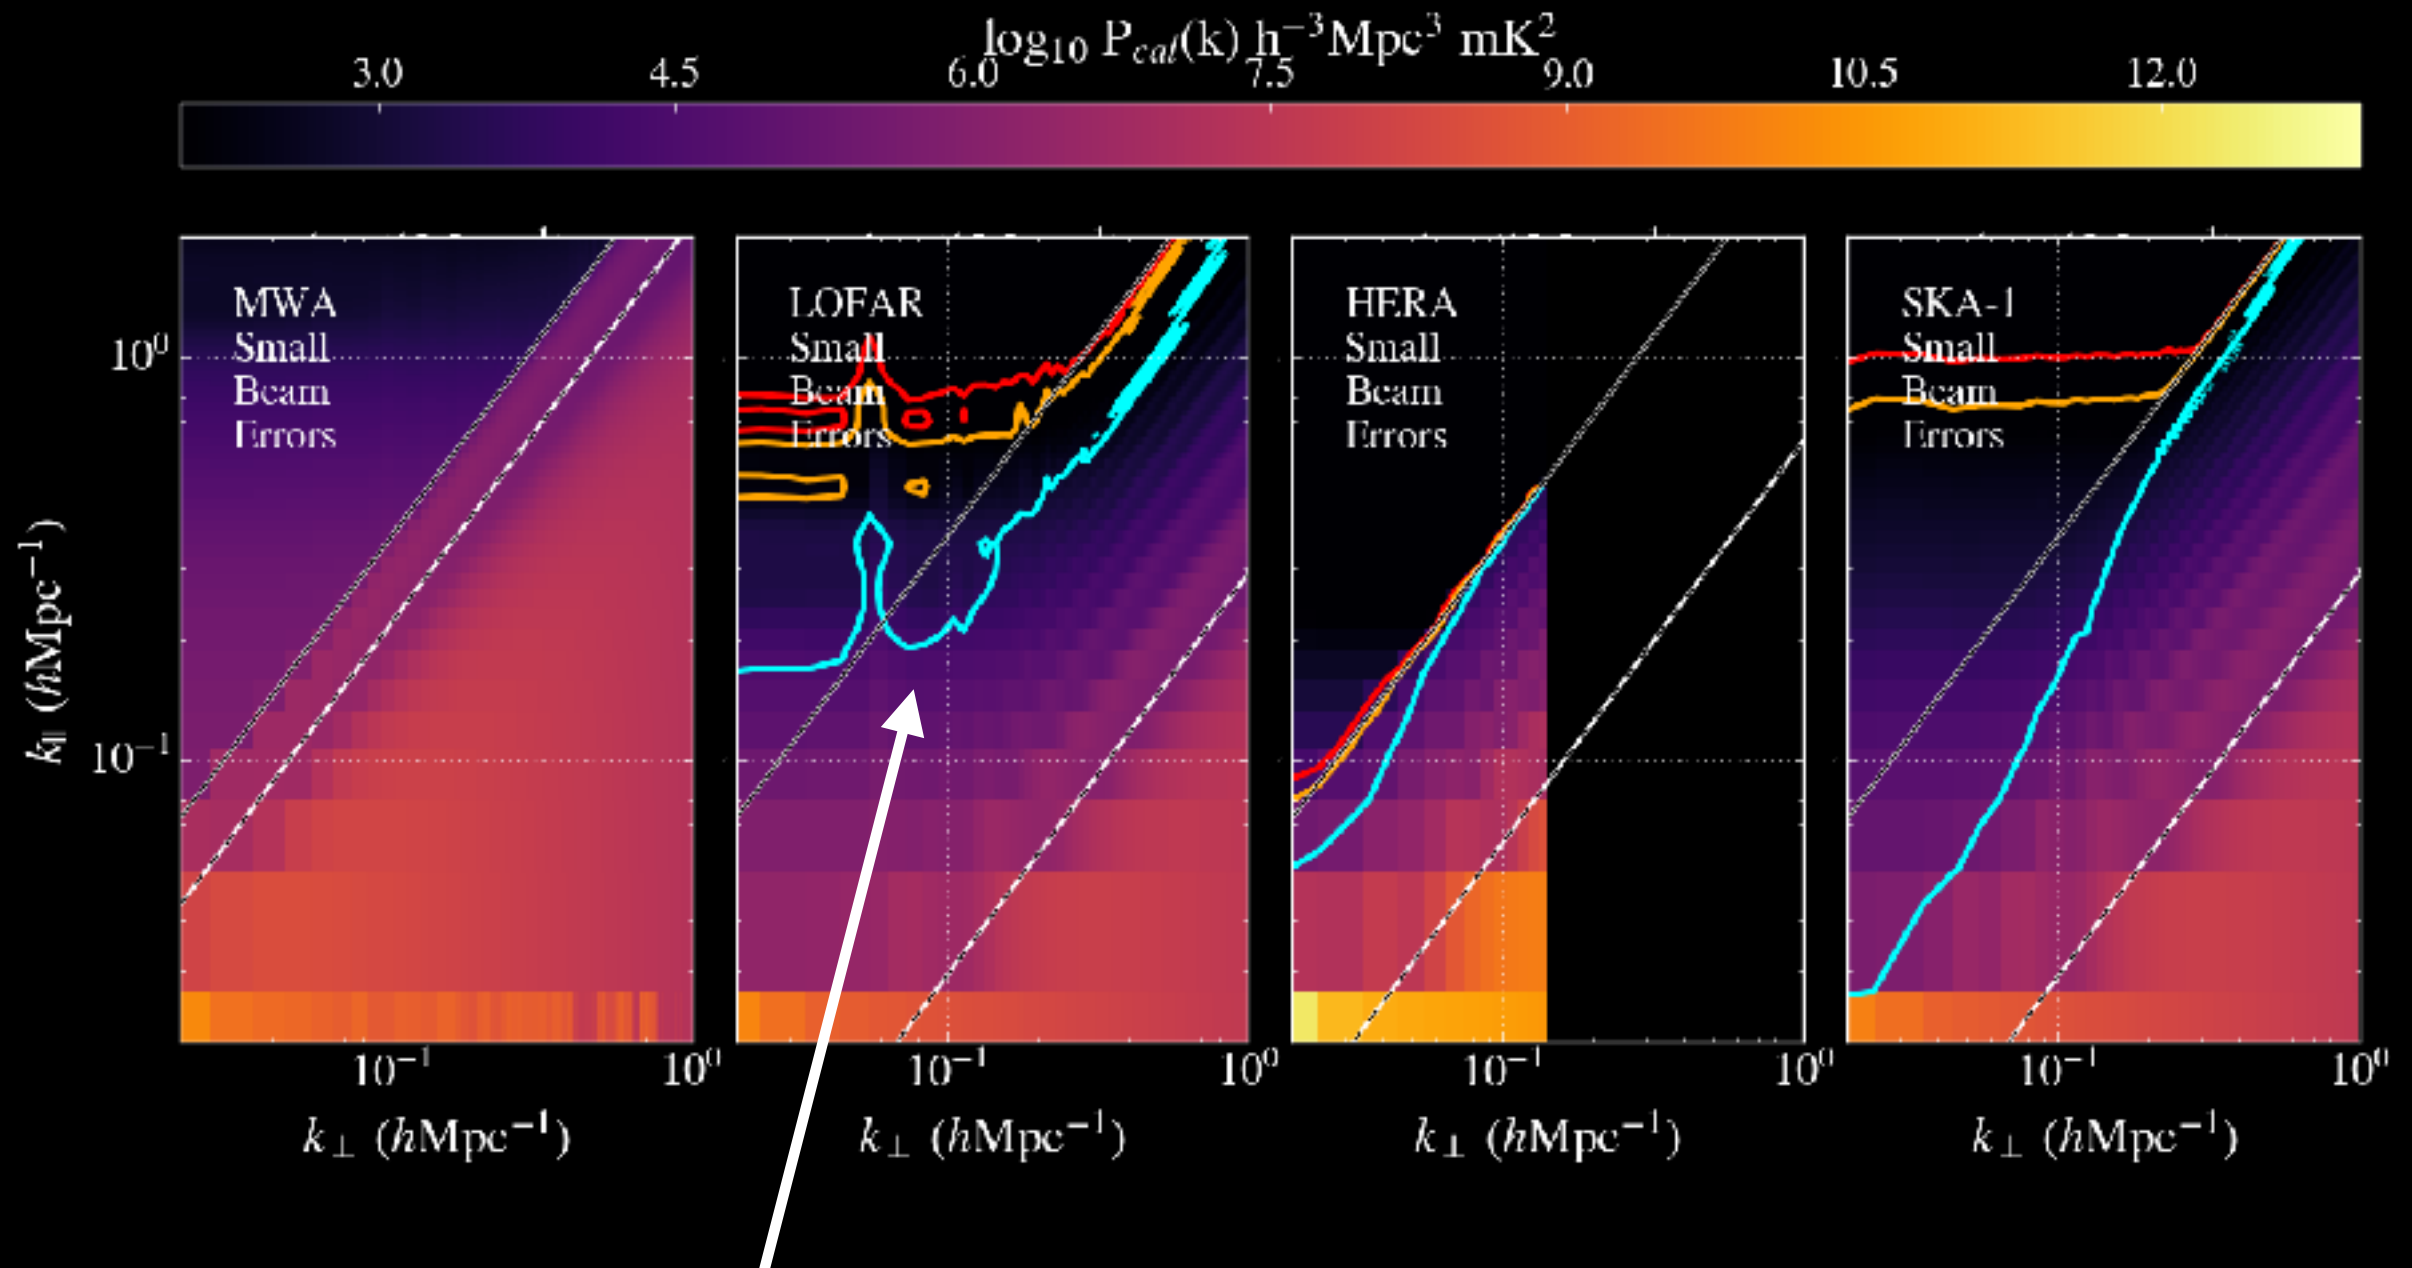 log₁₀ P_cal(k) h⁻³Mpc³ mK²
3.0 4.5 6.0 7.5 9.0 10.5 12.0
MWA
Small
Beam
Errors
LOFAR
Small
Beam
Errors
HERA
Small
Beam
Errors
SKA-1
Small
Beam
Errors
10⁰
10⁻¹
k∥ (hMpc⁻¹)
10⁻¹ 10⁰ 10⁻¹ 10⁰ 10⁻¹ 10⁰ 10⁻¹ 10⁰
k⊥ (hMpc⁻¹) k⊥ (hMpc⁻¹) k⊥ (hMpc⁻¹) k⊥ (hMpc⁻¹)